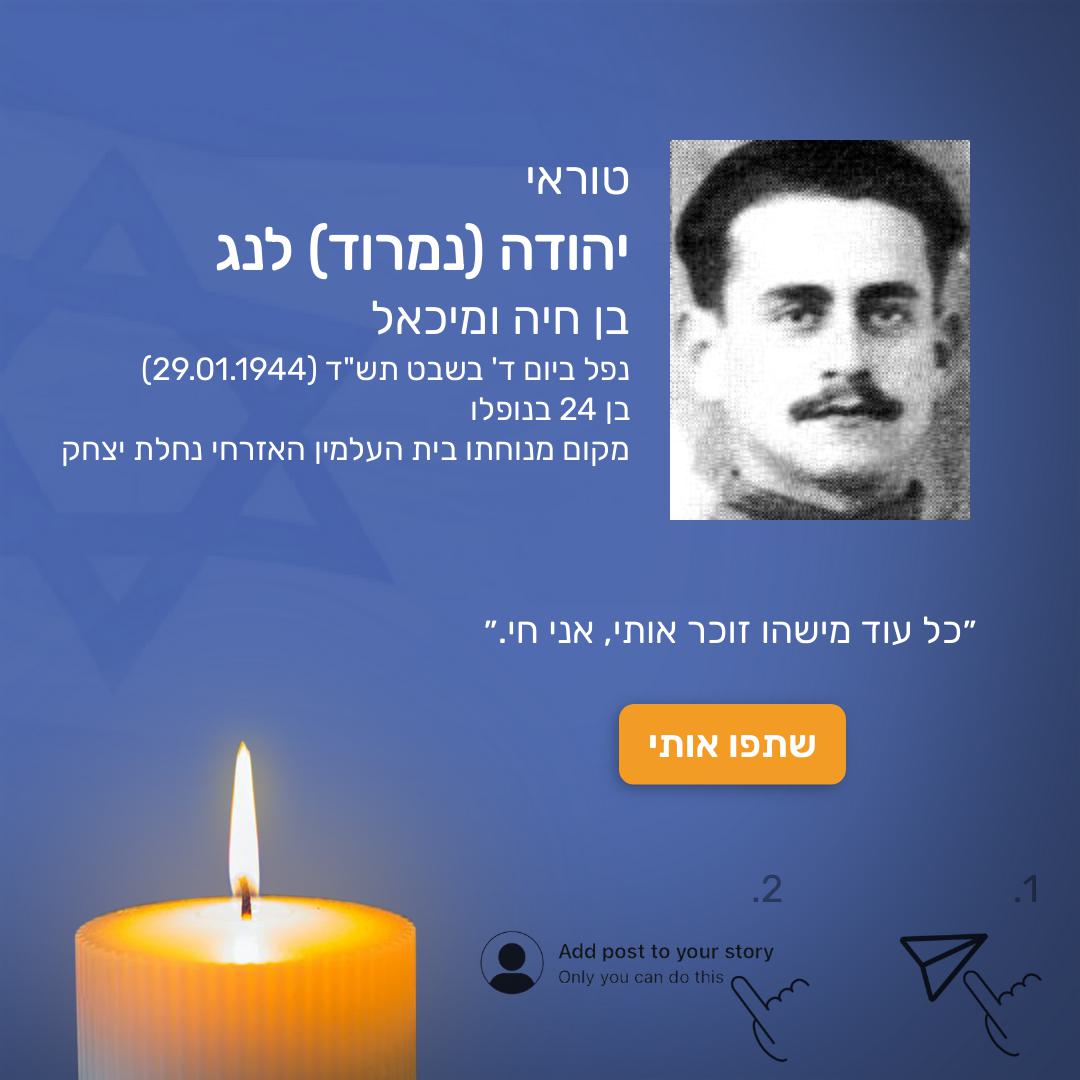 טוראי
יהודה (נמרוד) לנג
בן חיה ומיכאל
נפל ביום ד' בשבט תש"ד (29.01.1944)
בן 24 בנופלו
מקום מנוחתו בית העלמין האזרחי נחלת יצחק
״כל עוד מישהו זוכר אותי, אני חי.״
שתפו אותי
1.
2.
Add post to your story
Only you can do this